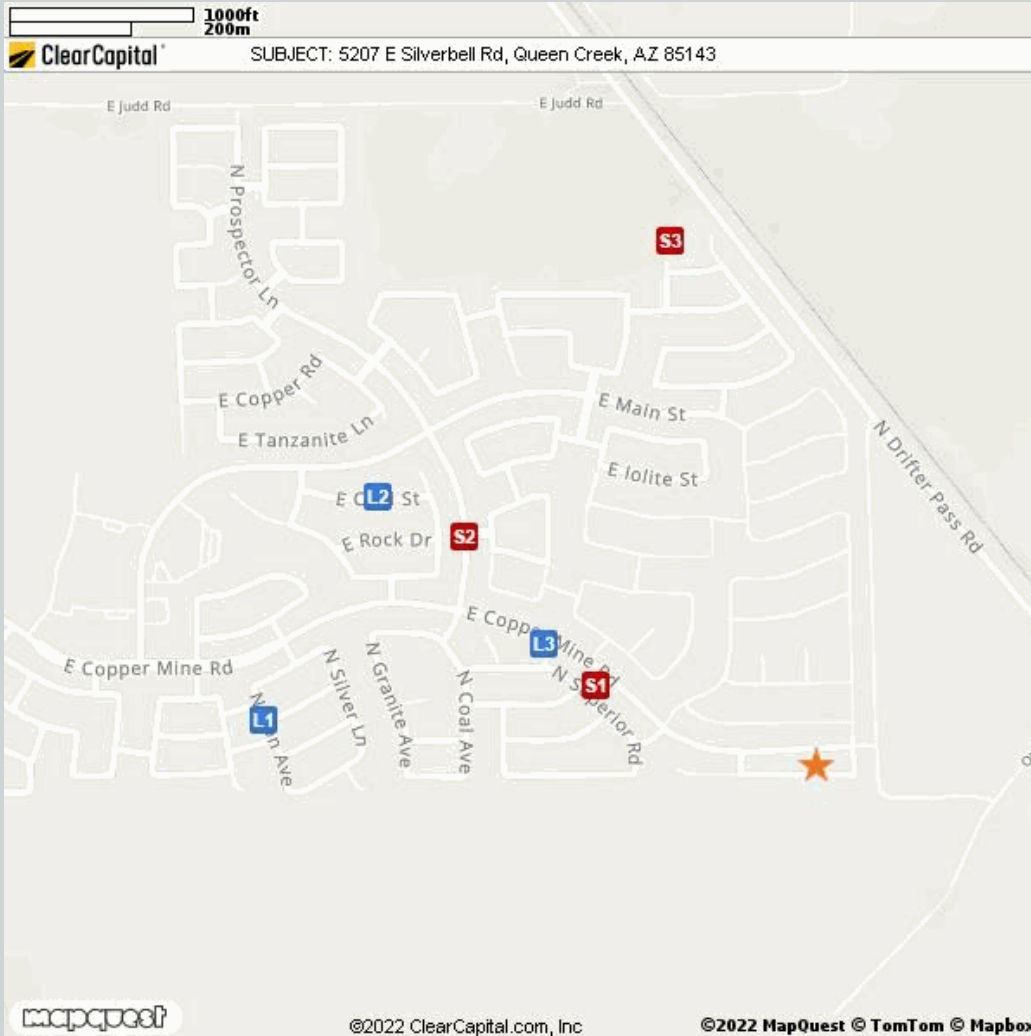 1000ft
200m
ClearCapital
SUBJECT: 5207 E Silverbell Rd, Queen Creek, AZ 85143
E Judd Rd
E Judd Rd
N Prospector Ln
S3
E Copper Rd
E Main St
E Tanzanite Ln
N Drifter Pass Rd
E Iolite St
L2
St
S2
E Rock Dr
E Copper Mine Rd
L3
E Copper Mine Rd
N Silver Ln
N Granite Ave
N Coal Ave
S1
N Superior Rd
L1
Ave
mapquest
©2022 ClearCapital.com, Inc
©2022 MapQuest © TomTom © Mapbox